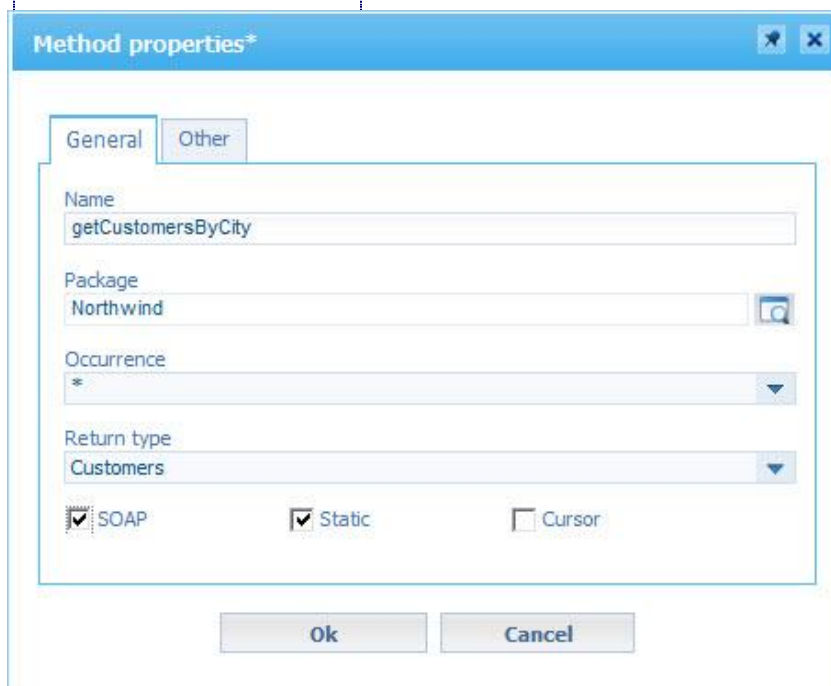 Method properties*
General Other
Name
getCustomersByCity
Package
Northwind
Occurrence
*
Return type
Customers
SOAP Static Cursor
Ok Cancel